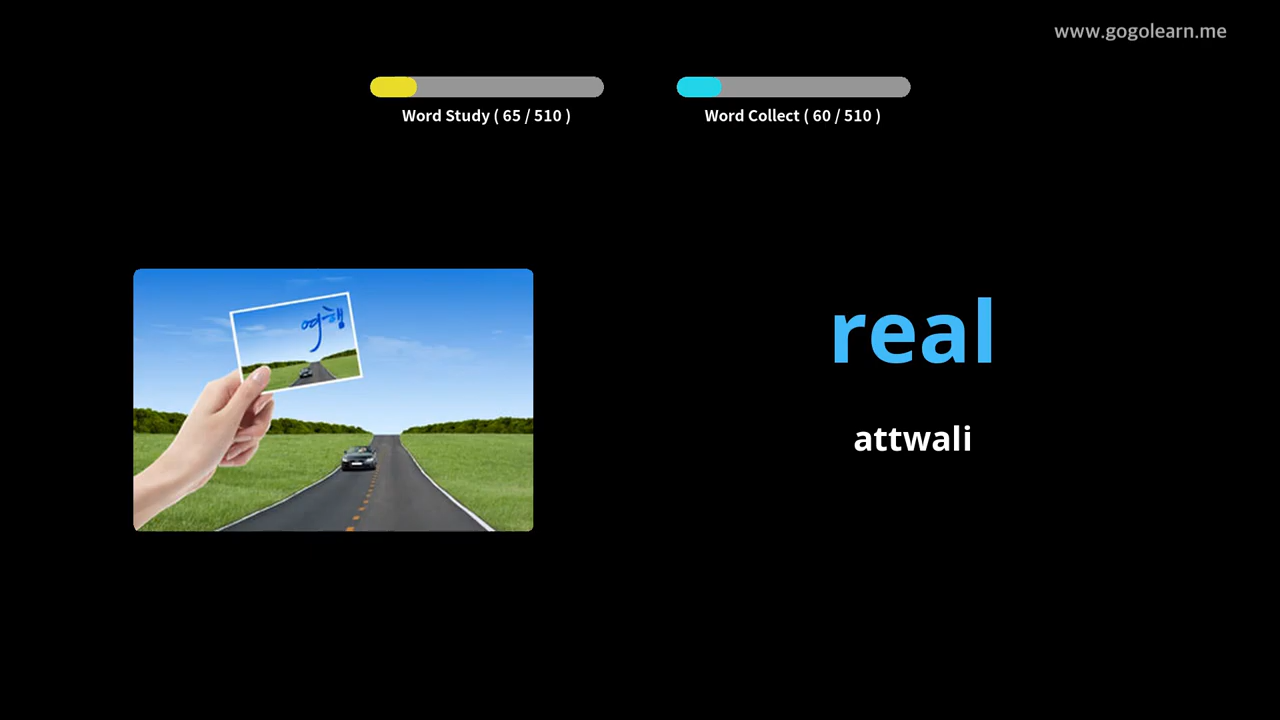 www.gogolearn.me
Word Study ( 65 / 510 )
Word Collect ( 60 / 510 )
여행
real
attwali